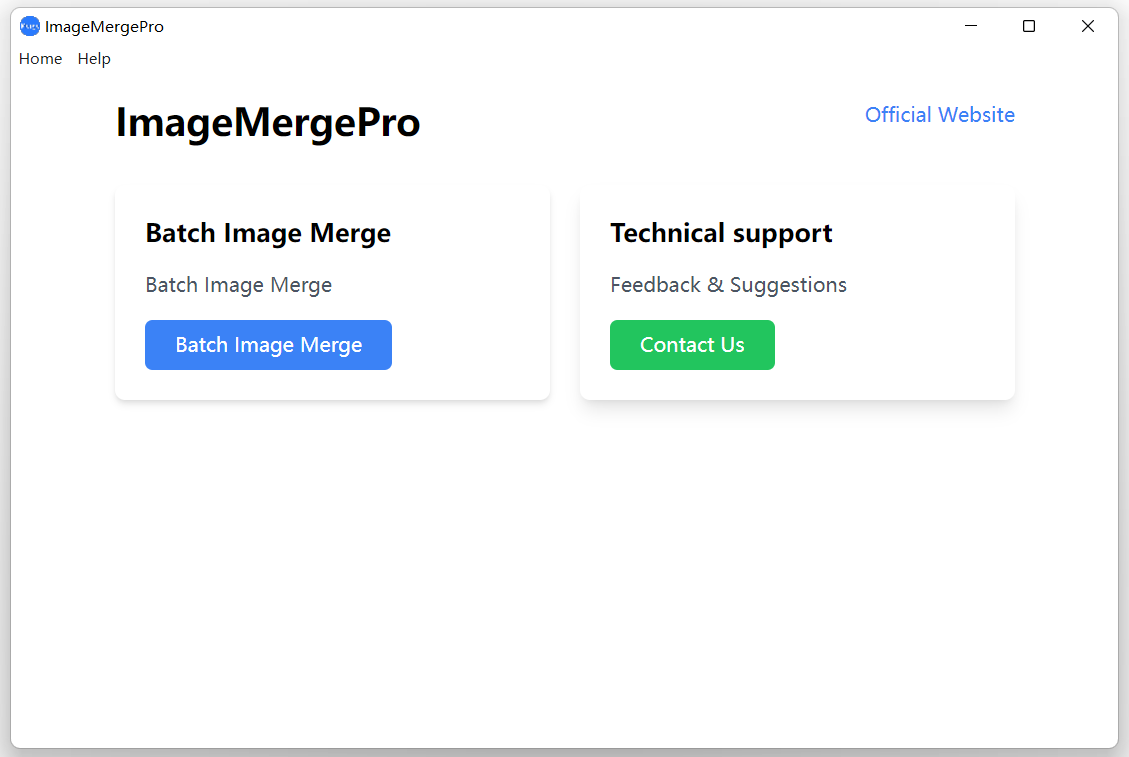 ImageMergePro
Home Help
ImageMergePro
Official Website
Batch Image Merge
Batch Image Merge
Batch Image Merge
Technical support
Feedback & Suggestions
Contact Us